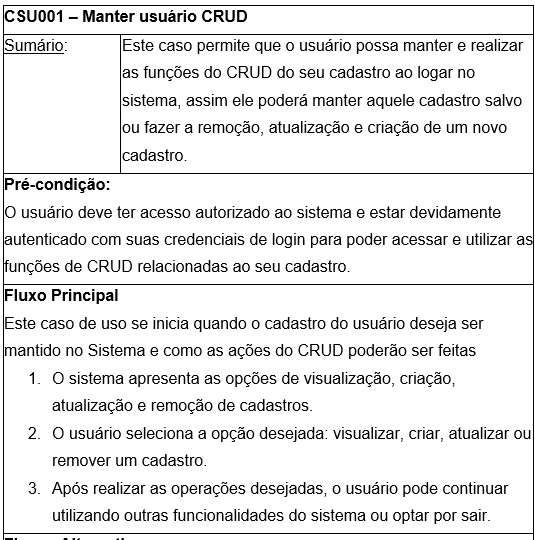 CSU001 – Manter usuário CRUD
Sumário: Este caso permite que o usuário possa manter e realizar
as funções do CRUD do seu cadastro ao logar no
sistema, assim ele poderá manter aquele cadastro salvo
ou fazer a remoção, atualização e criação de um novo
cadastro.
Pré-condição:
O usuário deve ter acesso autorizado ao sistema e estar devidamente
autenticado com suas credenciais de login para poder acessar e utilizar as
funções de CRUD relacionadas ao seu cadastro.
Fluxo Principal
Este caso de uso se inicia quando o cadastro do usuário deseja ser
mantido no Sistema e como as ações do CRUD poderão ser feitas
1. O sistema apresenta as opções de visualização, criação,
atualização e remoção de cadastros.
2. O usuário seleciona a opção desejada: visualizar, criar, atualizar ou
remover um cadastro.
3. Após realizar as operações desejadas, o usuário pode continuar
utilizando outras funcionalidades do sistema ou optar por sair.